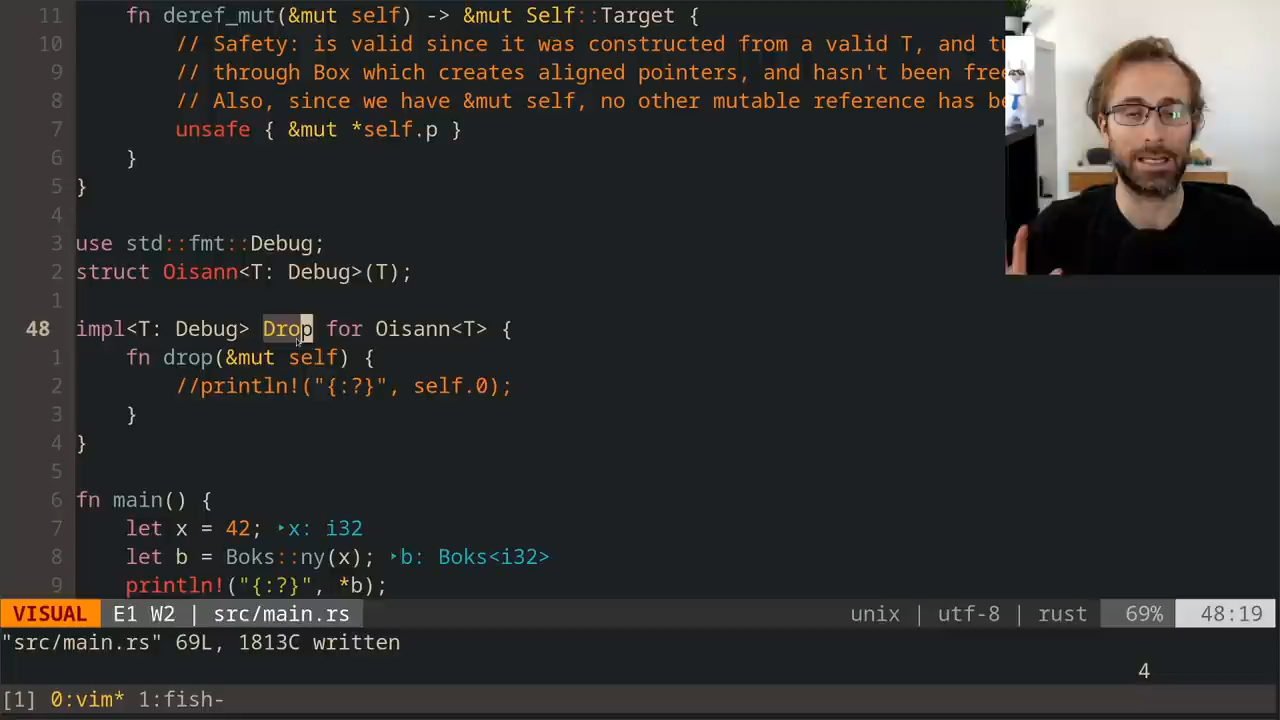 11 fn deref_mut(&mut self) -> &mut Self::Target {
10 // Safety: is valid since it was constructed from a valid T, and
9 // through Box which creates aligned pointers, and hasn't been
8 // Also, since we have &mut self, no other mutable reference has
7 unsafe { &mut *self.p }
6 }
5 }
4
3 use std::fmt::Debug;
2 struct Oisann<T: Debug>(T);
1
48 impl<T: Debug> Drop for Oisann<T> {
1 fn drop(&mut self) {
2 //println!("{:?}", self.0);
3 }
4 }
5
6 fn main() {
7 let x = 42; ‣x: i32
8 let b = Boks::ny(x); ‣b: Boks<i32>
9 println!("{:?}", *b);
VISUAL E1 W2 | src/main.rs unix | utf-8 | rust 69% 48:19
"src/main.rs" 69L, 1813C written
4
[1] 0:vim* 1:fish-